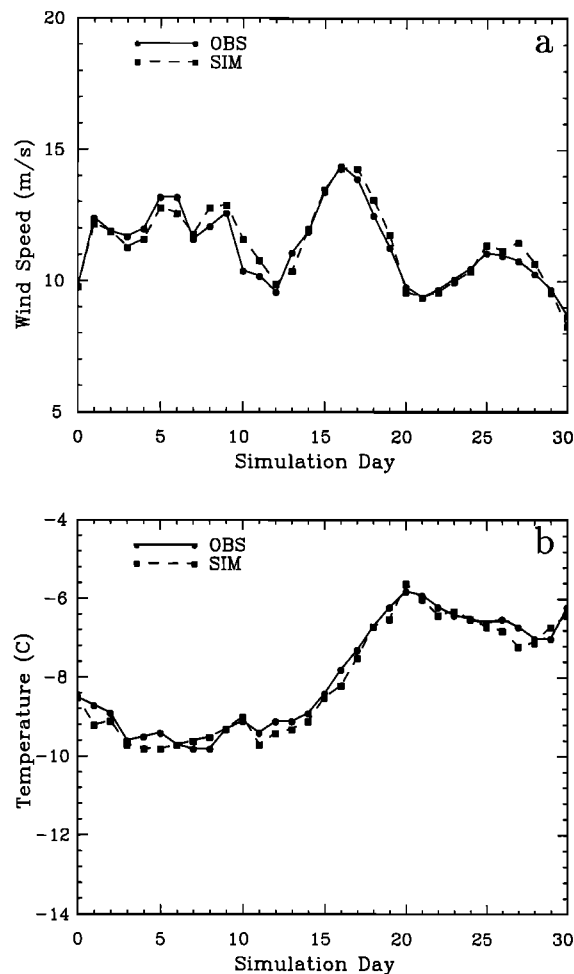 20
OBS
SIM
a
15
10
5
Wind Speed (m/s)
0 5 10 15 20 25 30
Simulation Day
-4
OBS
SIM
b
-6
-8
-10
-12
-14
Temperature (C)
0 5 10 15 20 25 30
Simulation Day